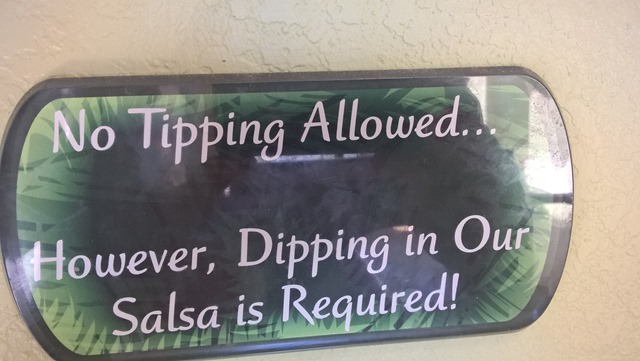 No Tipping Allowed...
However, Dipping in Our
Salsa is Required!